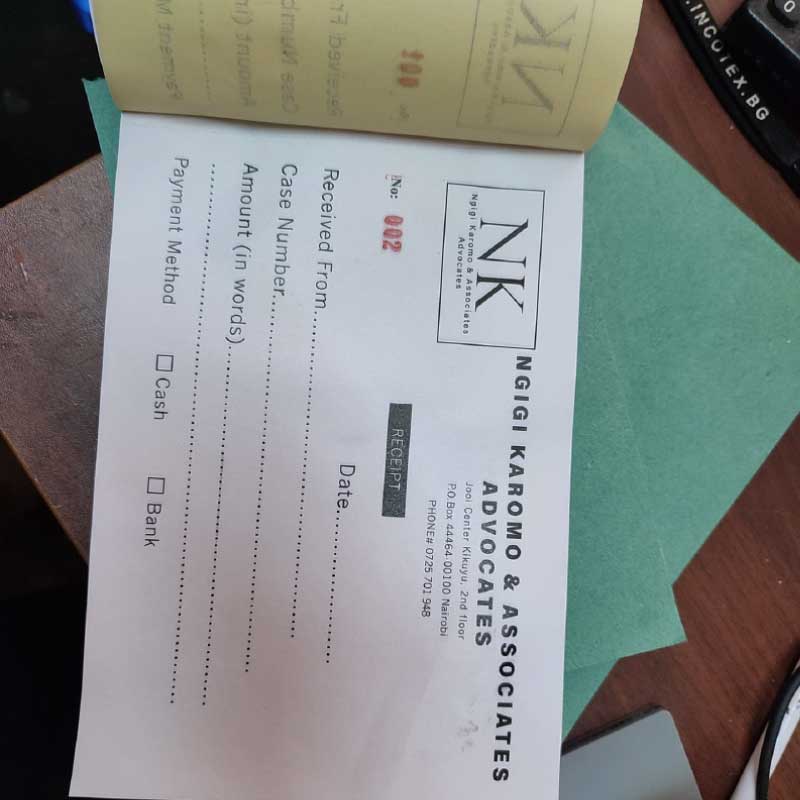 NK
Ngigi Karomo & Associates
Advocates
NGIGI KAROMO & ASSOCIATES
ADVOCATES
Jooi Center Kikuyu, 2nd floor
P.O.Box 44464-00100 Nairobi
PHONE# 0725 701 948
No: 002
RECEIPT
Received From.......................... Date..........................
Case Number....................................................
Amount (in words)....................................................
....................................................................................
Payment Method ☐ Cash ☐ Bank
.INCOTEX.BG